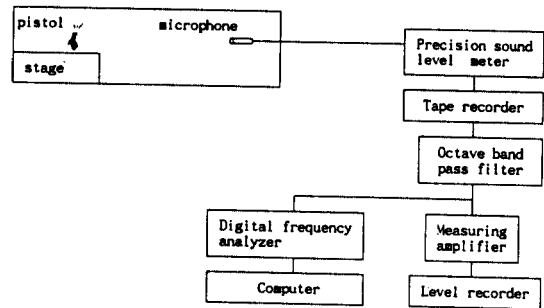 pistol
microphone
stage
Precision sound
level meter
Tape recorder
Octave band
pass filter
Digital frequency
analyzer
Measuring
amplifier
Computer
Level recorder